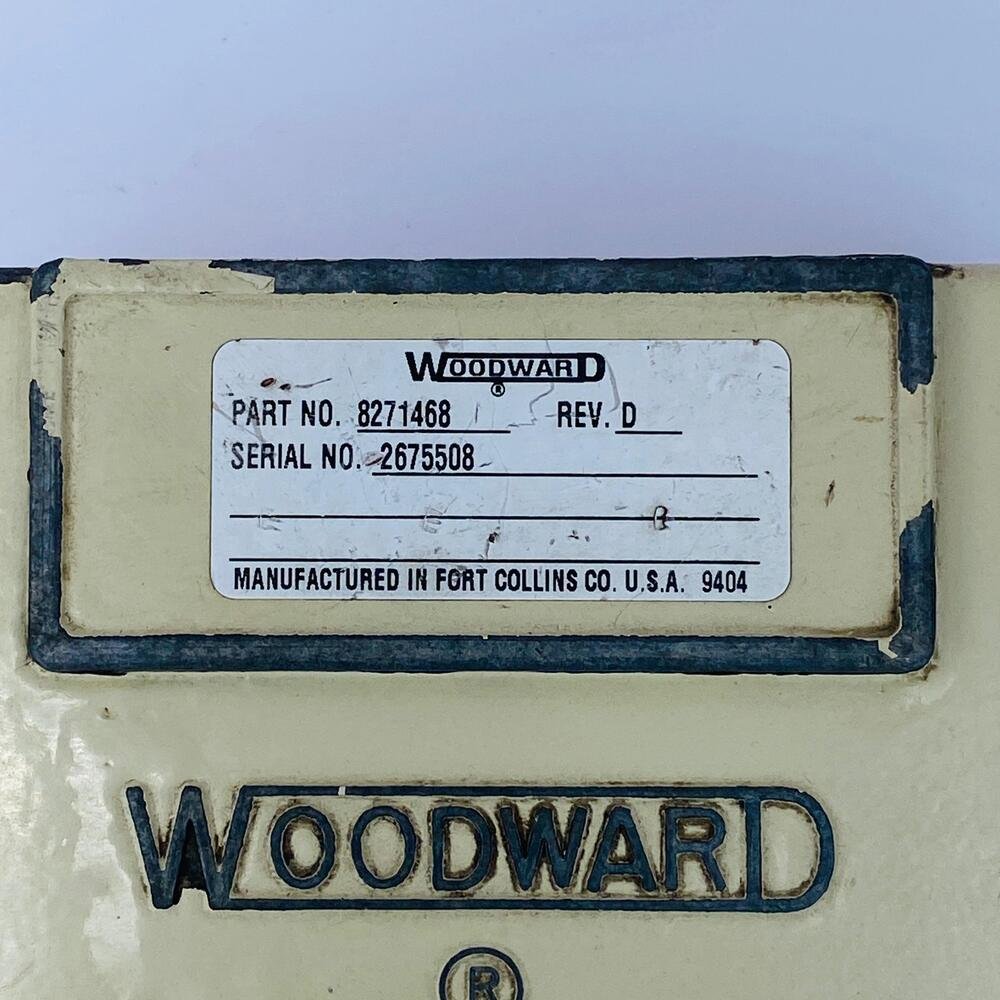 WOODWARD
®
PART NO. 8271468 REV. D
SERIAL NO. 2675508
MANUFACTURED IN FORT COLLINS CO. U.S.A. 9404
WOODWARD
®